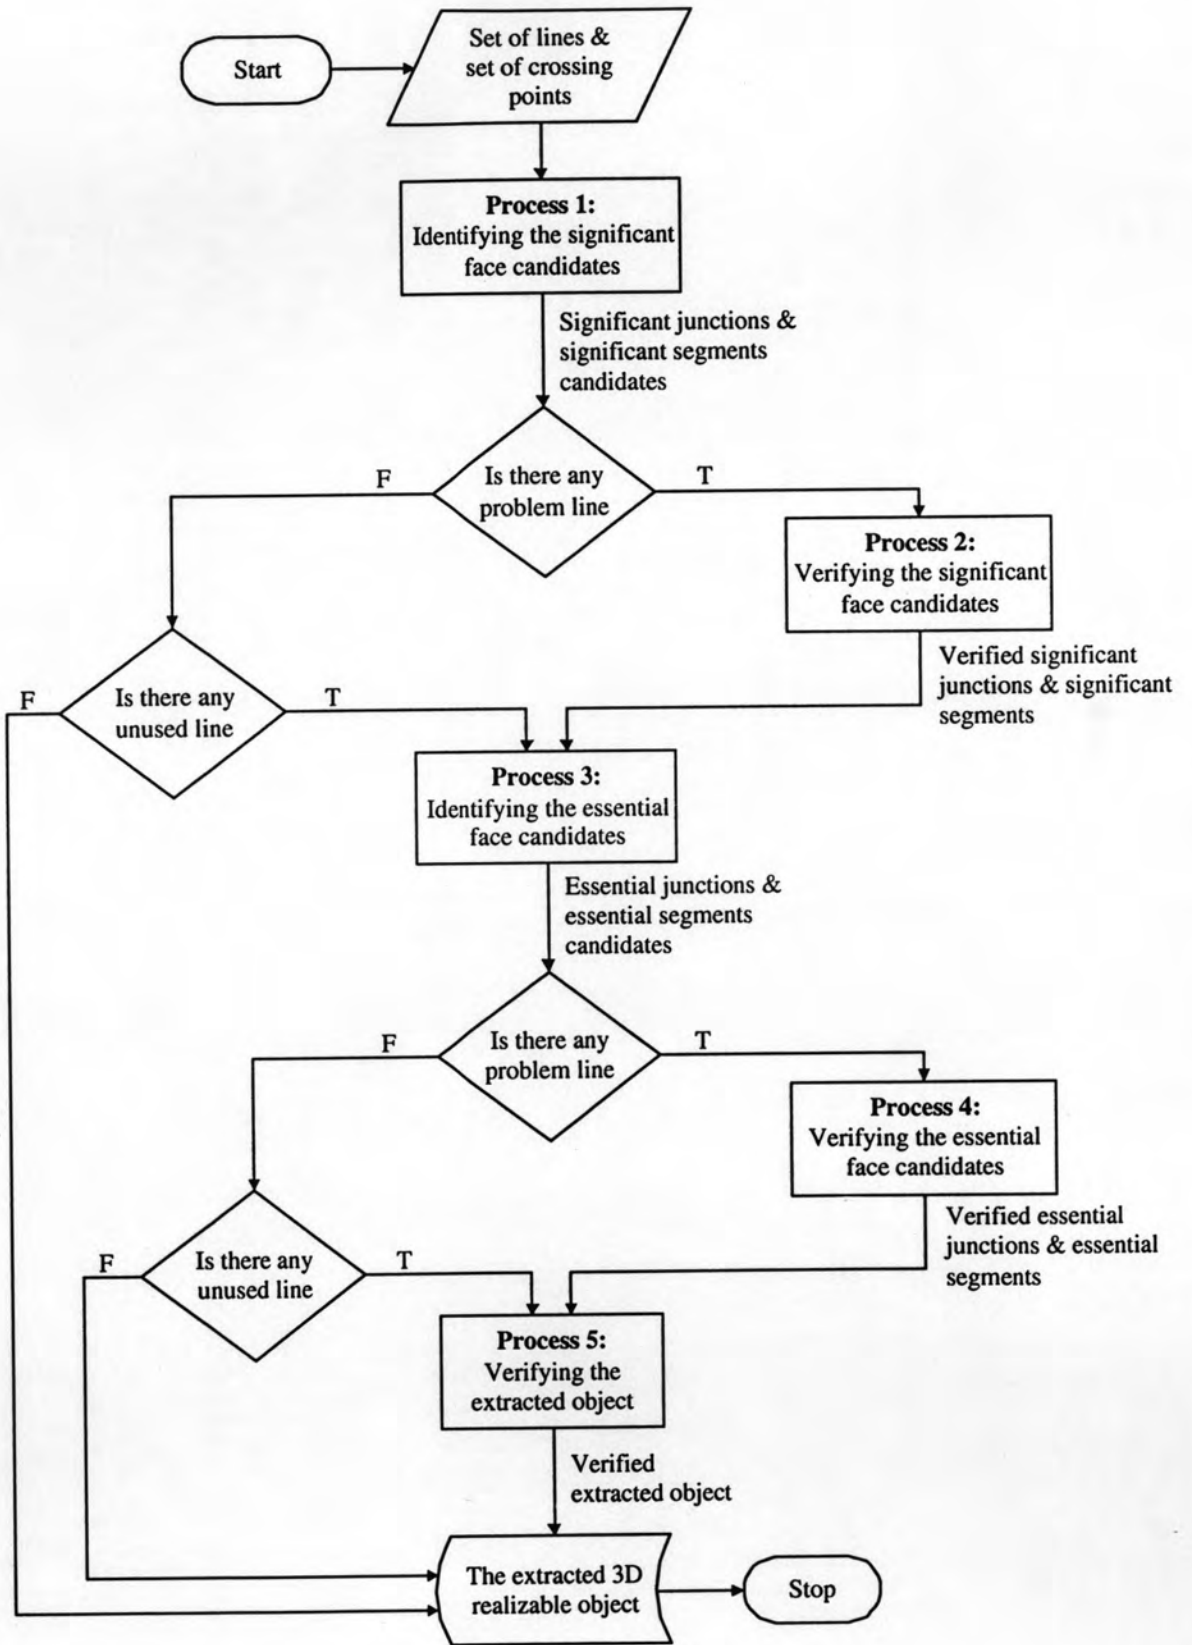 Start
Set of lines &
set of crossing
points
Process 1:
Identifying the significant
face candidates
Significant junctions &
significant segments
candidates
F
Is there any
problem line
T
Process 2:
Verifying the significant
face candidates
Verified significant
junctions & significant
segments
F
Is there any
unused line
T
Process 3:
Identifying the essential
face candidates
Essential junctions &
essential segments
candidates
F
Is there any
problem line
T
Process 4:
Verifying the essential
face candidates
Verified essential
junctions & essential
segments
F
Is there any
unused line
T
Process 5:
Verifying the
extracted object
Verified
extracted object
The extracted 3D
realizable object
Stop